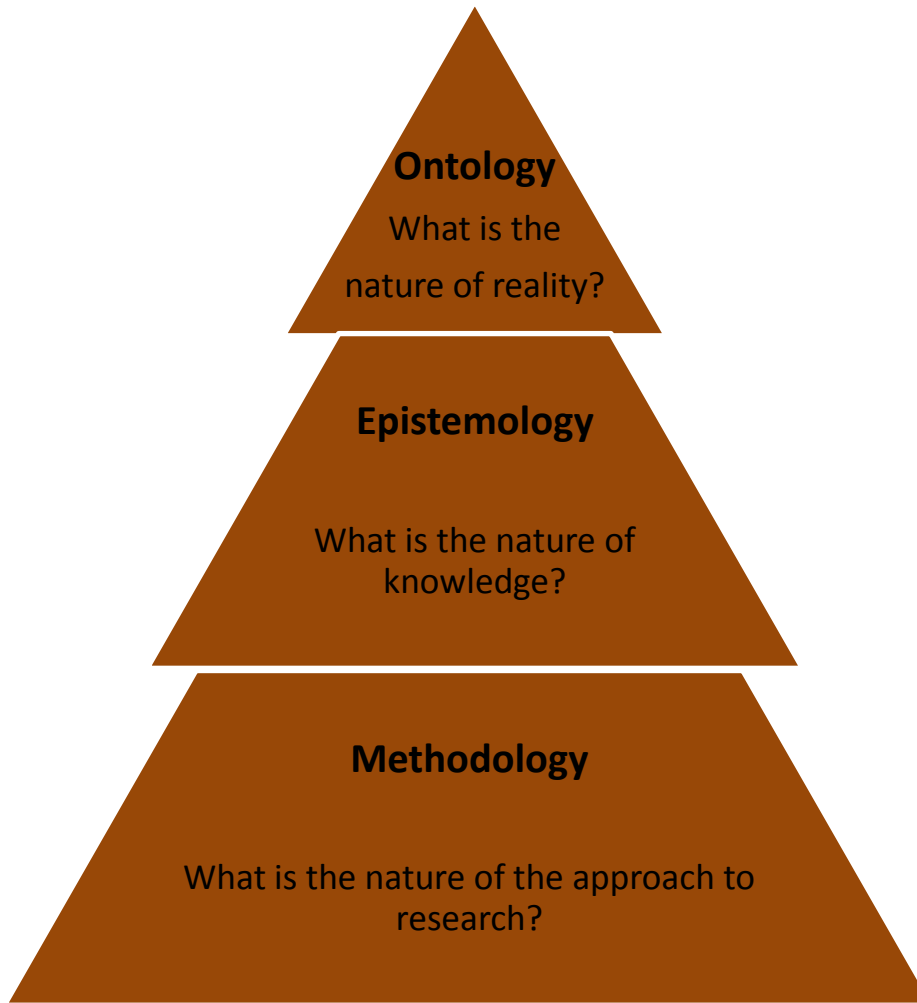 Ontology
What is the
nature of reality?
Epistemology
What is the nature of
knowledge?
Methodology
What is the nature of the approach to
research?